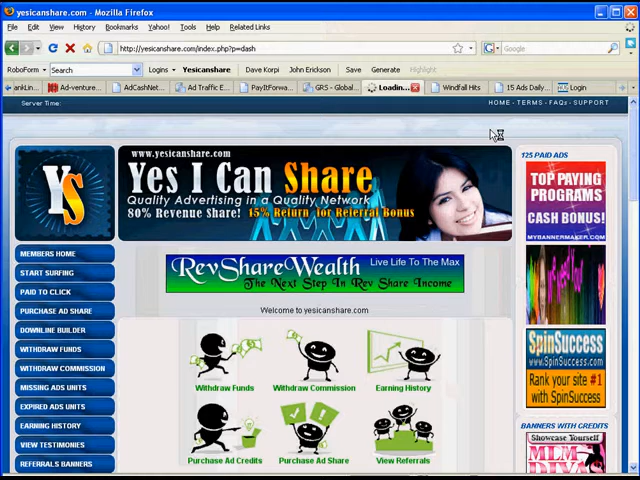 yesicanshare.com - Mozilla Firefox
File Edit View History Bookmarks Yahoo! Tools Help Related Links
http://yesicanshare.com/index.php?p=dash
Google
RoboForm Search Logins Yesicanshare Dave Korpi John Erickson Save Generate Highlight
ankLin... Ad-venture... AdCashNet... Ad Traffic E... PayItForwa... GRS - Global... Loadin... Windfall Hits 15 Ads Daily... Login
Server Time:
HOME - TERMS - FAQs - SUPPORT
YS
www.yesicanshare.com
Yes I Can Share
Quality Advertising in a Quality Network
80% Revenue Share! 15% Return for Referral Bonus
125 PAID ADS
TOP PAYING
PROGRAMS
CASH BONUS!
MYBANNERMAKER.COM
MEMBERS HOME
START SURFING
PAID TO CLICK
PURCHASE AD SHARE
DOWNLINE BUILDER
WITHDRAW FUNDS
WITHDRAW COMMISSION
MISSING ADS UNITS
EXPIRED ADS UNITS
EARNING HISTORY
VIEW TESTIMONIES
REFERRALS BANNERS
RevShareWealth Live Life To The Max
The Next Step In Rev Share Income
Welcome to yesicanshare.com
Withdraw Funds Withdraw Commission Earning History
Purchase Ad Credits Purchase Ad Share View Referrals
SpinSuccess
www.SpinSuccess.com
Rank your site #1
with SpinSuccess
BANNERS WITH CREDITS
Showcase Yourself
MLM
DIVA